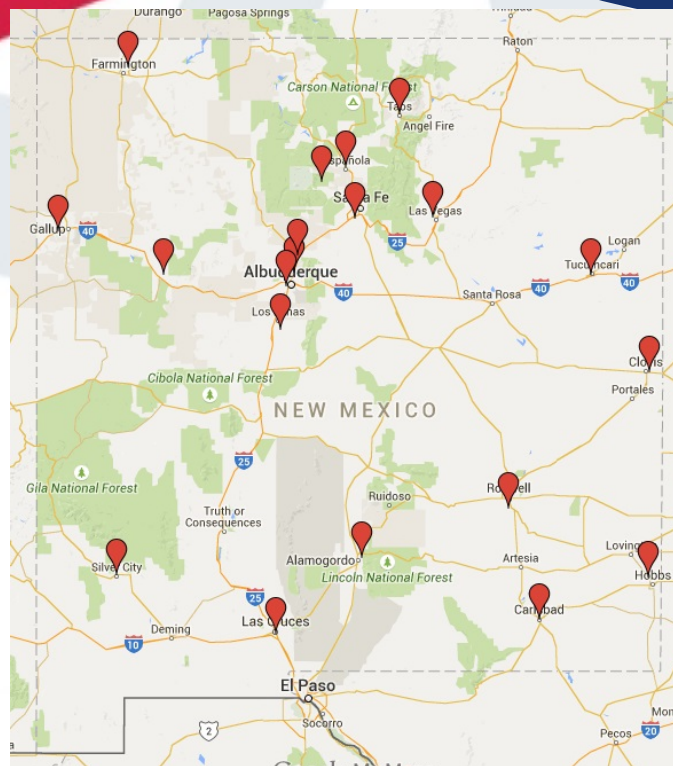 Durango
Pagosa Springs
Trinidad
Raton
Farmington
Carson National Forest
Taos
Angel Fire
Española
Santa Fe
Las Vegas
Gallup
40
25
Logan
Tucumcari
Albuquerque
40
40
40
Santa Rosa
Los Lunas
Clovis
Portales
Cibola National Forest
NEW MEXICO
25
Gila National Forest
Roswell
Ruidoso
Truth or
Consequences
Silver City
Alamogordo
Lincoln National Forest
Artesia
Lovington
Hobbs
25
Las Cruces
Carlsbad
Deming
10
El Paso
Socorro
2
20
Pecos